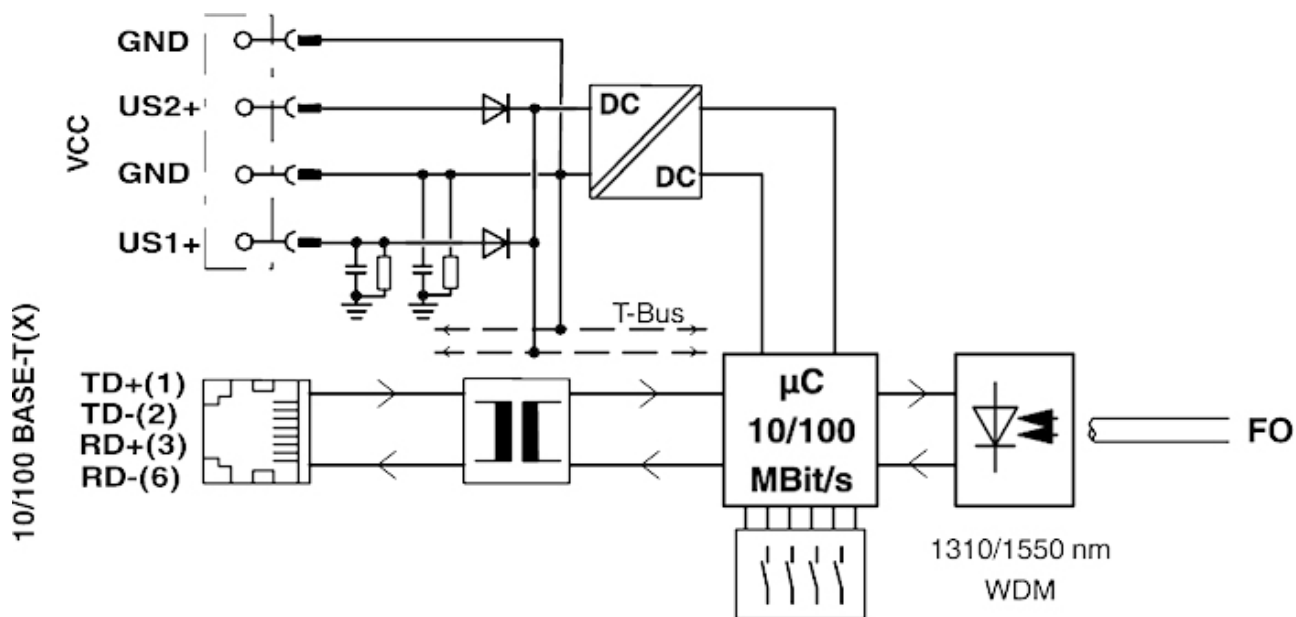 VCC
GND
US2+
GND
US1+
DC
DC
T-Bus
10/100 BASE-T(X)
TD+(1)
TD-(2)
RD+(3)
RD-(6)
µC
10/100
MBit/s
FO
1310/1550 nm
WDM